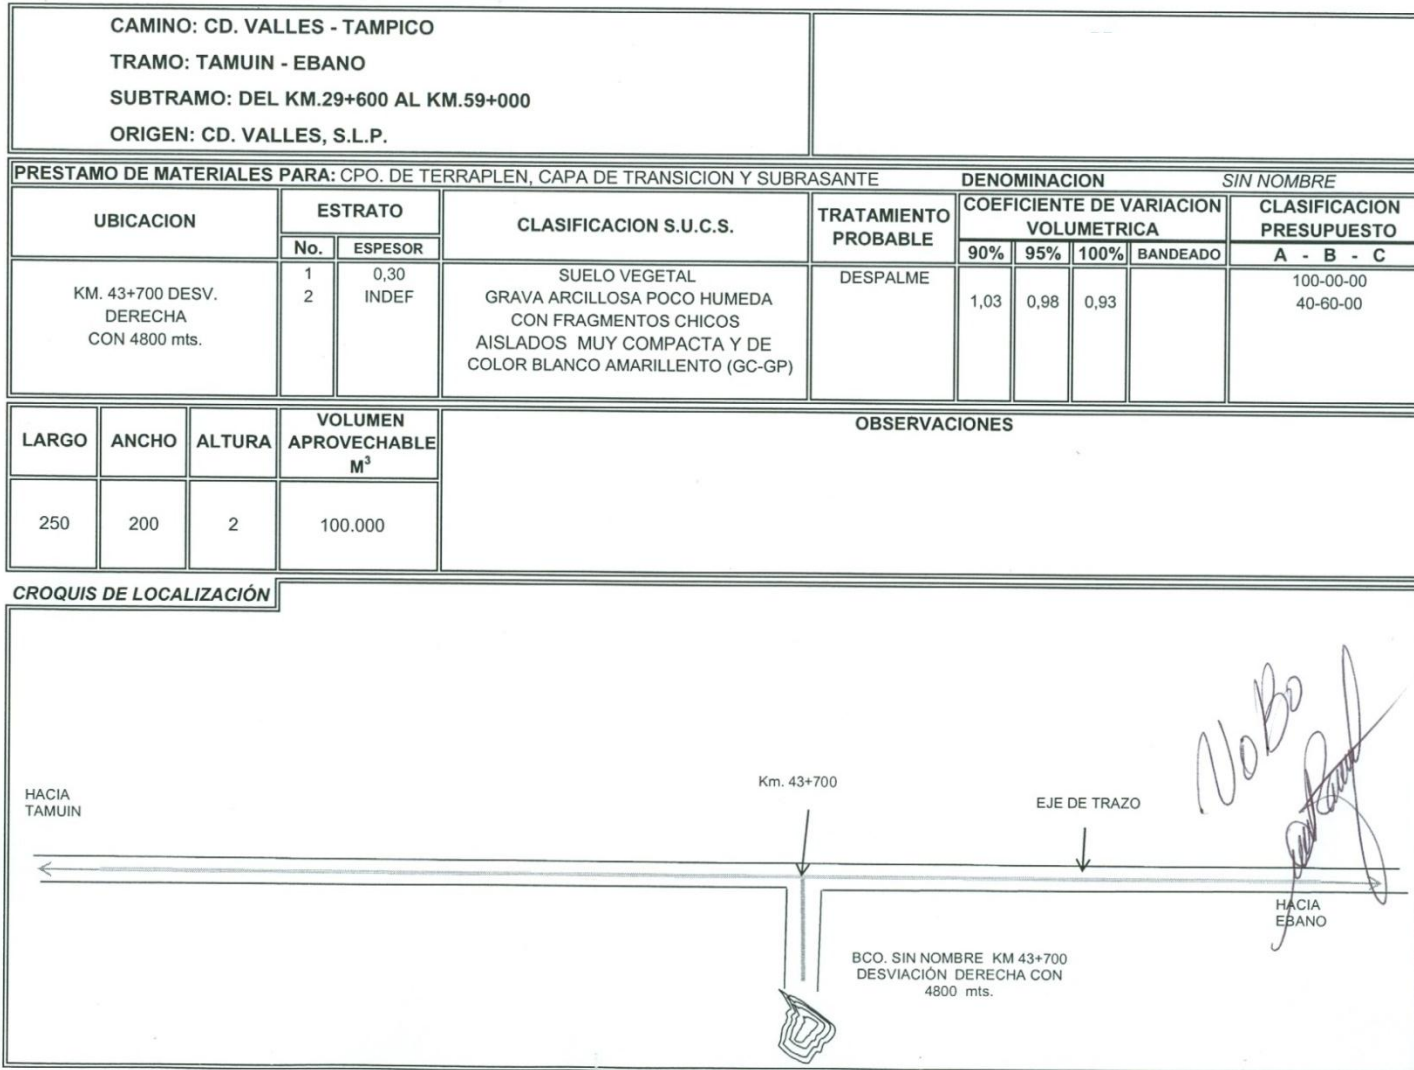 CAMINO: CD. VALLES - TAMPICO
TRAMO: TAMUIN - EBANO
SUBTRAMO: DEL KM.29+600 AL KM.59+000
ORIGEN: CD. VALLES, S.L.P.
PRESTAMO DE MATERIALES PARA: CPO. DE TERRAPLEN, CAPA DE TRANSICION Y SUBRASANTE DENOMINACION SIN NOMBRE
UBICACION
ESTRATO
No. ESPESOR
CLASIFICACION S.U.C.S.
TRATAMIENTO
PROBABLE
COEFICIENTE DE VARIACION
VOLUMETRICA
90% 95% 100% BANDEADO
CLASIFICACION
PRESUPUESTO
A - B - C
KM. 43+700 DESV.
DERECHA
CON 4800 mts.
1 0,30 SUELO VEGETAL DESPALME 100-00-00
2 INDEF GRAVA ARCILLOSA POCO HUMEDA 1,03 0,98 0,93 40-60-00
CON FRAGMENTOS CHICOS
AISLADOS MUY COMPACTA Y DE
COLOR BLANCO AMARILLENTO (GC-GP)
LARGO ANCHO ALTURA
VOLUMEN
APROVECHABLE
M³
OBSERVACIONES
250 200 2 100.000
CROQUIS DE LOCALIZACIÓN
HACIA
TAMUIN
Km. 43+700
EJE DE TRAZO
Vo Bo
HACIA
EBANO
BCO. SIN NOMBRE KM 43+700
DESVIACIÓN DERECHA CON
4800 mts.